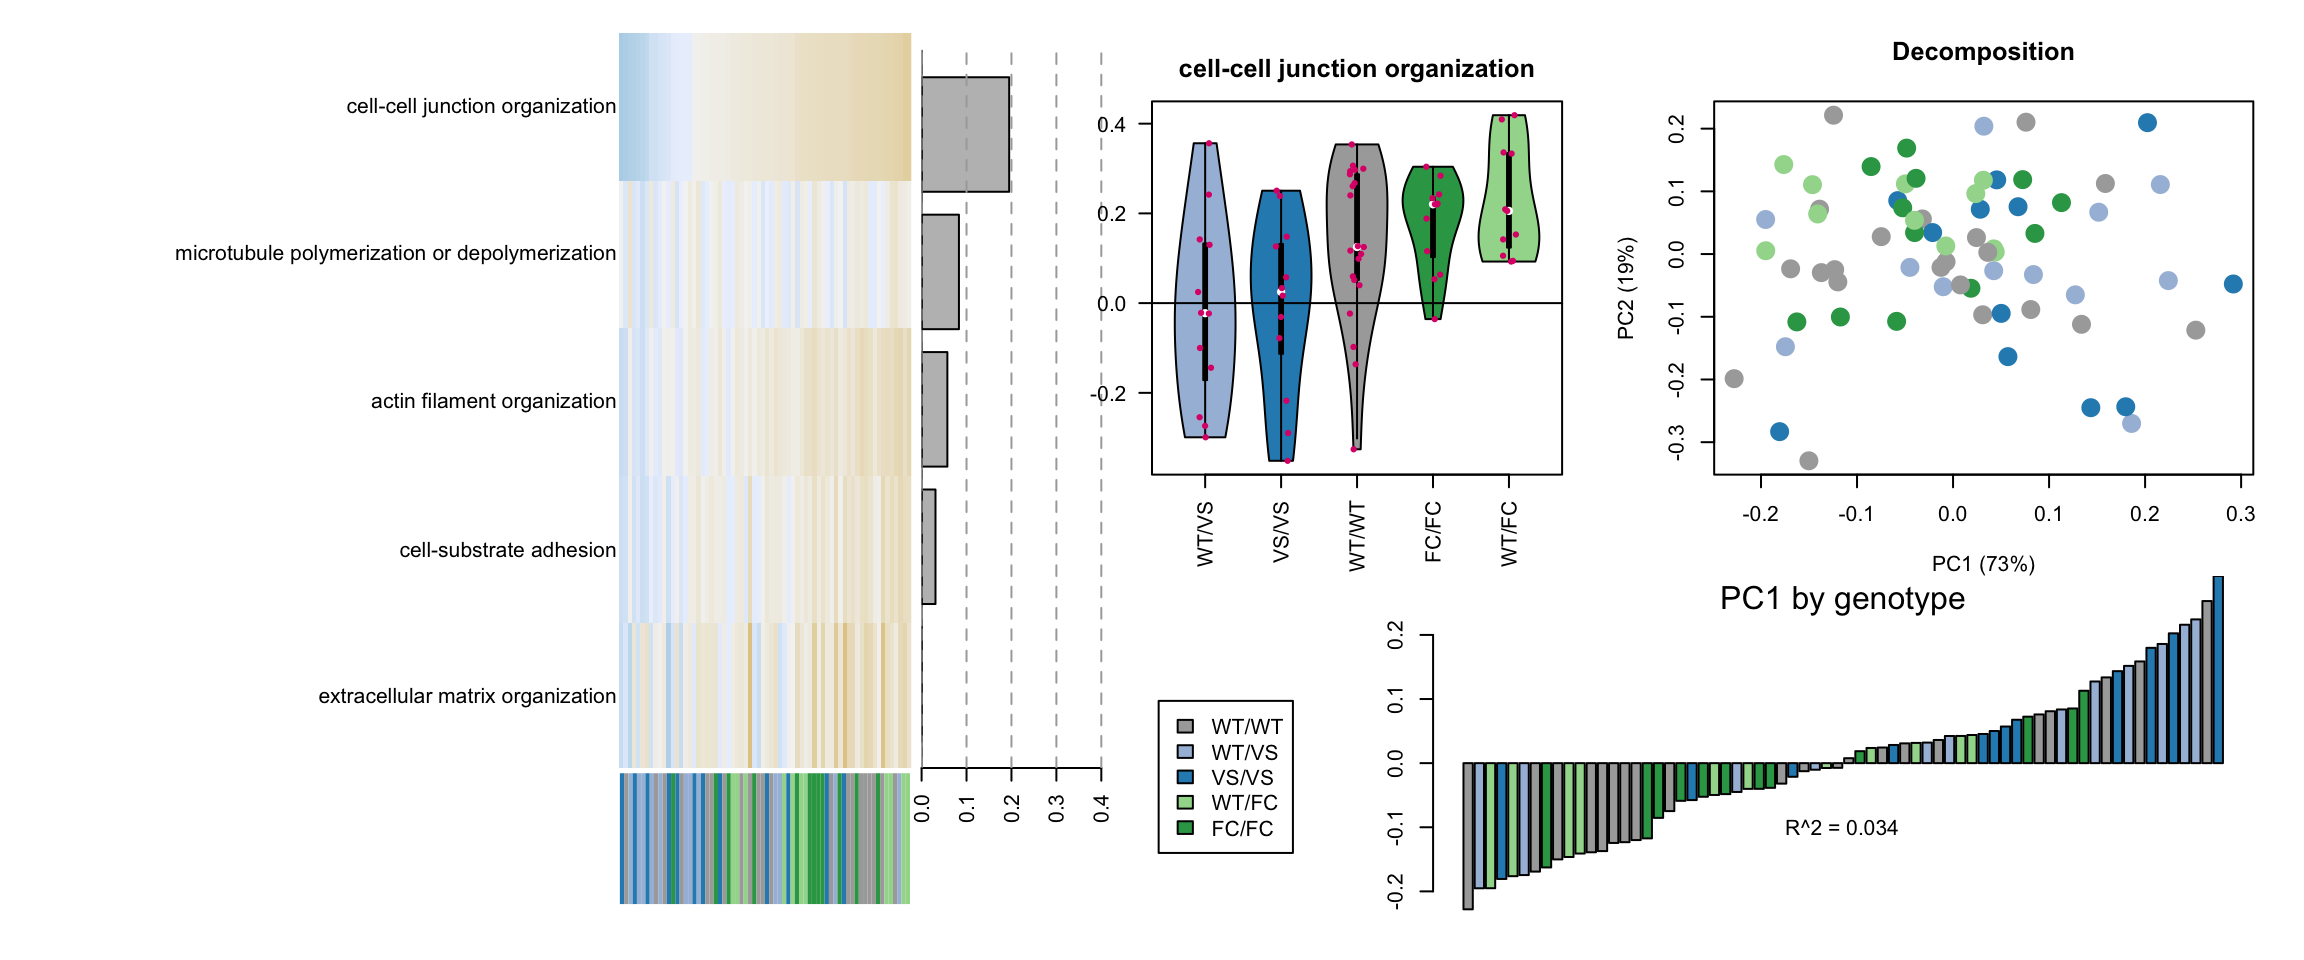 cell-cell junction organization
microtubule polymerization or depolymerization
actin filament organization
cell-substrate adhesion
extracellular matrix organization
0.0 0.1 0.2 0.3 0.4
cell-cell junction organization
0.4
0.2
0.0
-0.2
WT/VS VS/VS WT/WT FC/FC WT/FC
Decomposition
PC2 (19%)
0.2
0.1
0.0
-0.1
-0.2
-0.3
-0.2 -0.1 0.0 0.1 0.2 0.3
PC1 (73%)
WT/WT
WT/VS
VS/VS
WT/FC
FC/FC
PC1 by genotype
0.2
0.1
0.0
-0.1
-0.2
R^2 = 0.034